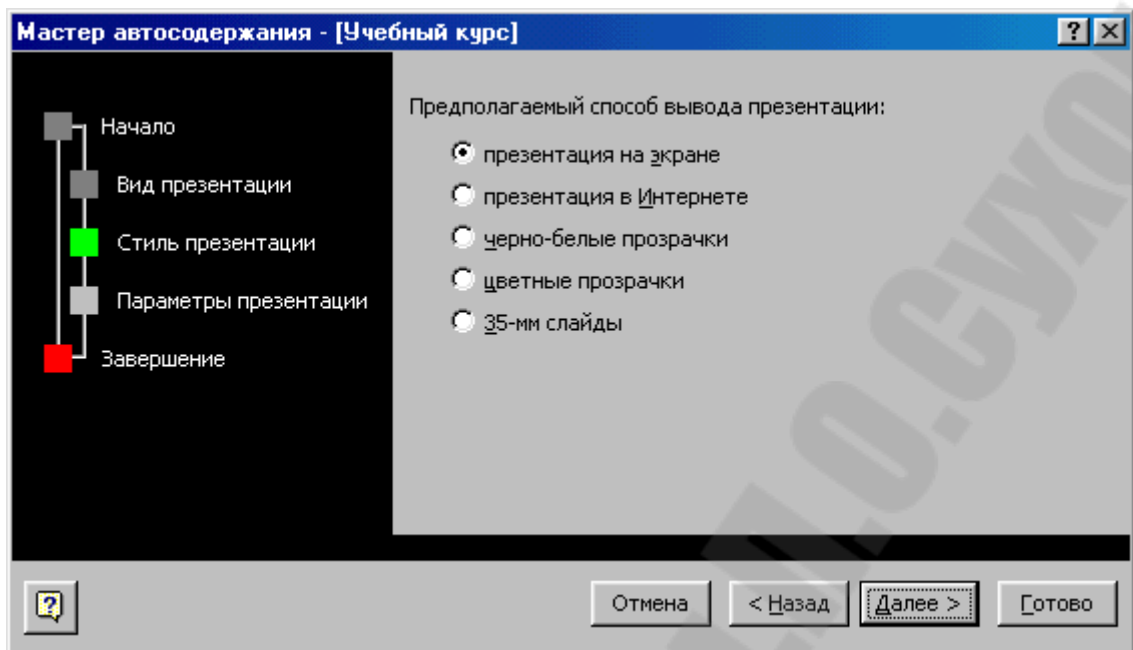 Мастер автосодержания - [Учебный курс]
Начало
Вид презентации
Стиль презентации
Параметры презентации
Завершение
Предполагаемый способ вывода презентации:
презентация на экране
презентация в Интернете
черно-белые прозрачки
цветные прозрачки
35-мм слайды
Отмена
< Назад
Далее >
Готово